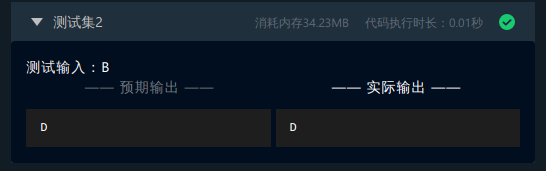 测试集2 消耗内存34.23MB 代码执行时长：0.01秒
测试输入：B
—— 预期输出 —— —— 实际输出 ——
D D